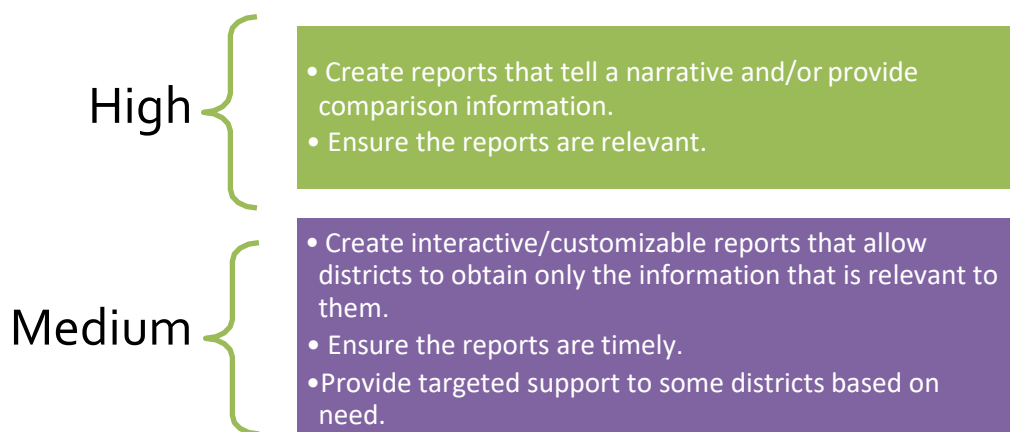 High
• Create reports that tell a narrative and/or provide
comparison information.
• Ensure the reports are relevant.
Medium
• Create interactive/customizable reports that allow
districts to obtain only the information that is relevant to
them.
• Ensure the reports are timely.
•Provide targeted support to some districts based on
need.